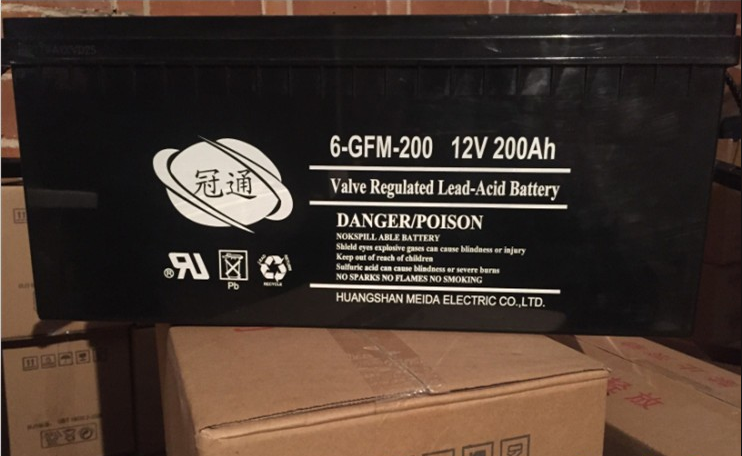 冠通
6-GFM-200 12V 200Ah
Valve Regulated Lead-Acid Battery
DANGER/POISON
NOKSPILL ABLE BATTERY
Shield eyes explosive gases can cause blindness or injury
Keep out of reach of children
Sulfuric acid can cause blindness or severe burns
NO SPARKS NO FLAMES NO SMOKING
HUANGSHAN MEIDA ELECTRIC CO.,LTD.
Pb
RECYCLE